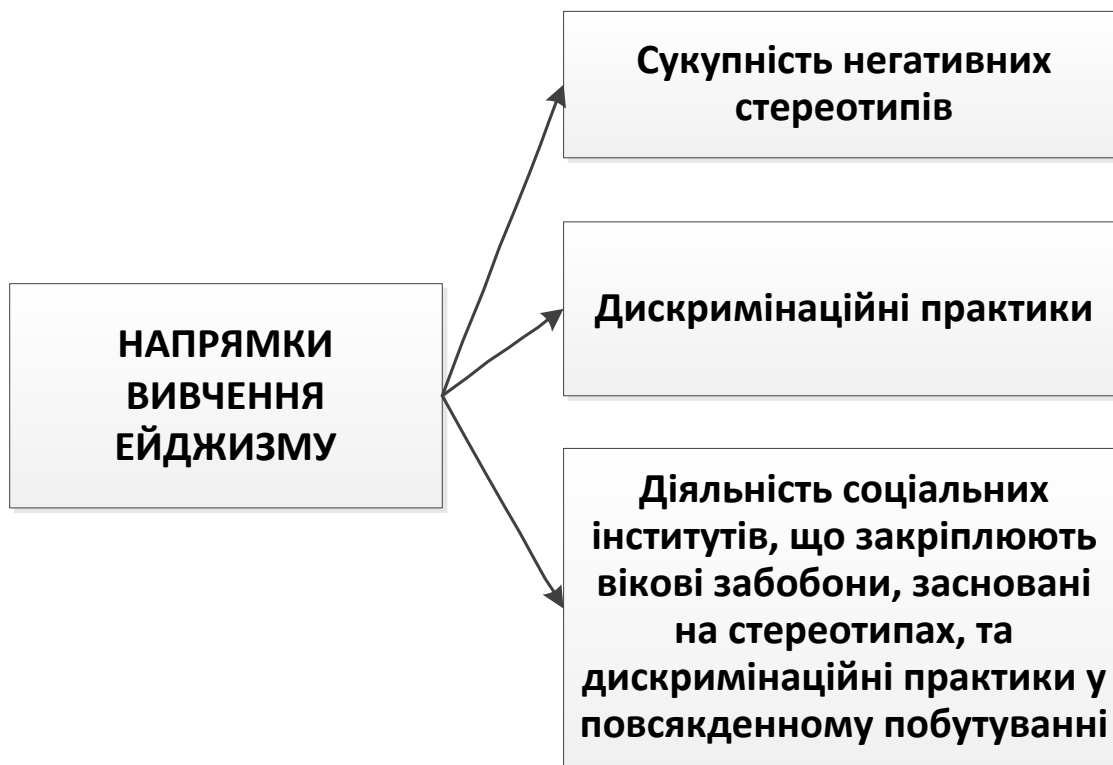 НАПРЯМКИ
ВИВЧЕННЯ
ЕЙДЖИЗМУ
Сукупність негативних
стереотипів
Дискримінаційні практики
Діяльність соціальних
інститутів, що закріплюють
вікові забобони, засновані
на стереотипах, та
дискримінаційні практики у
повсякденному побутуванні